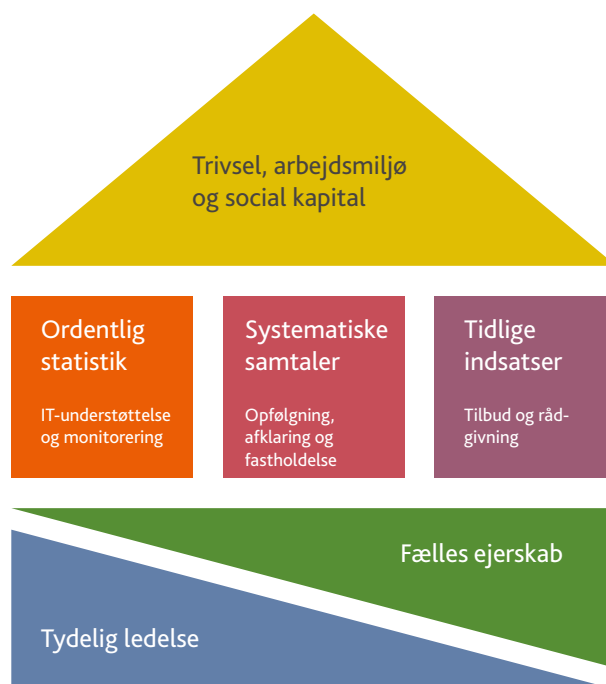 Trivsel, arbejdsmiljø
og social kapital
Ordentlig
statistik
IT-understøttelse
og monitorering
Systematiske
samtaler
Opfølgning,
afklaring og
fastholdelse
Tidlige
indsatser
Tilbud og råd-
givning
Fælles ejerskab
Tydelig ledelse